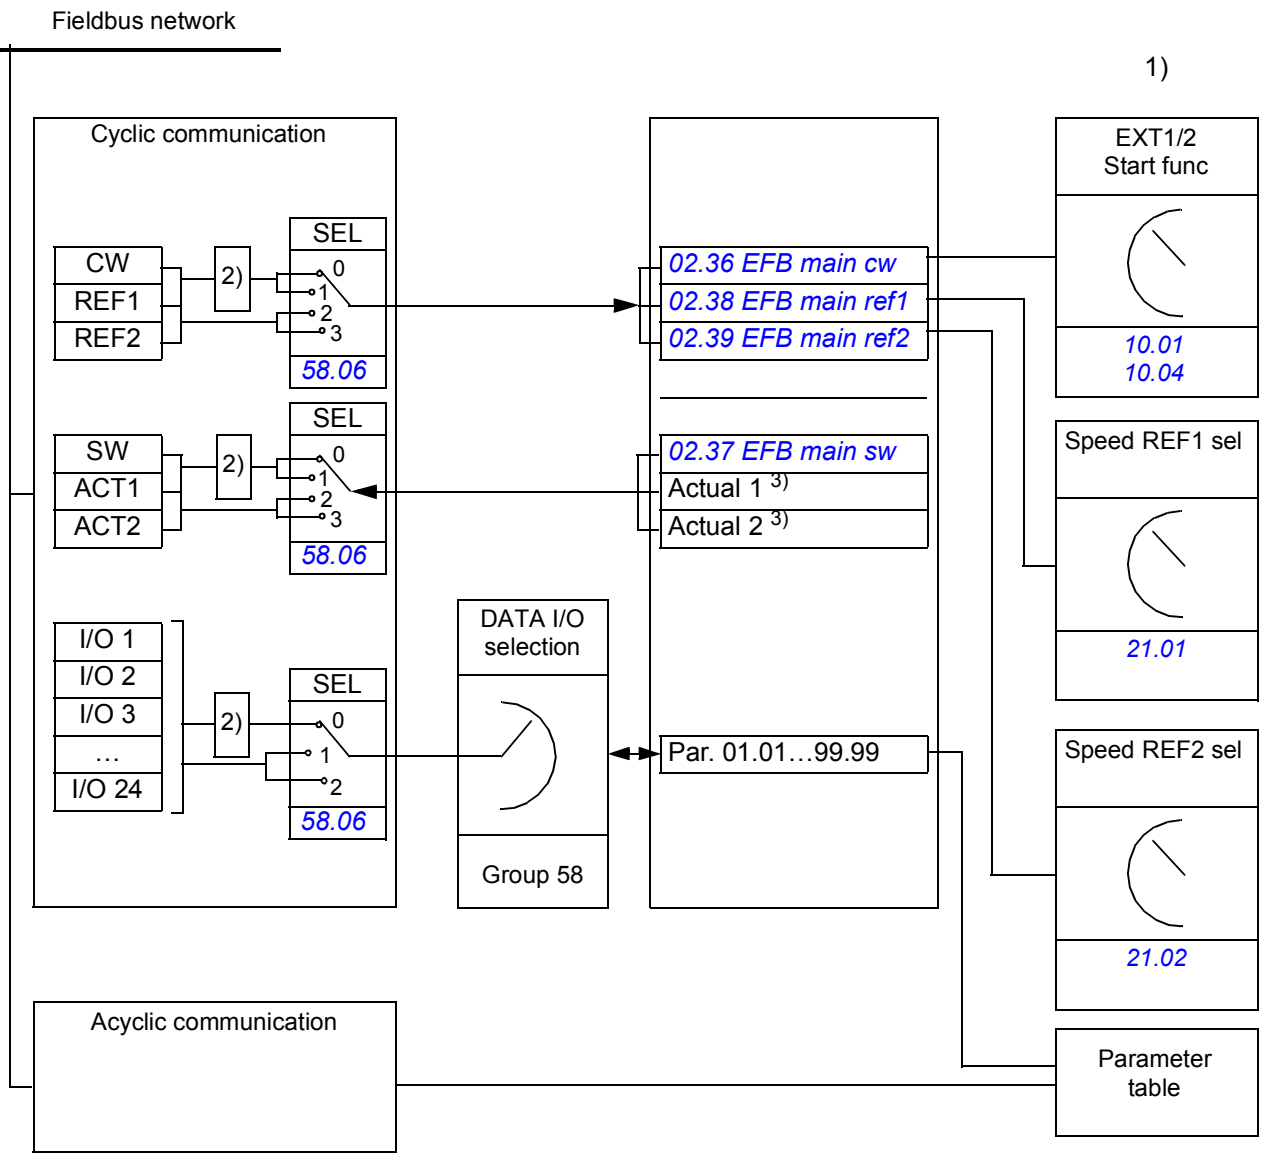 Fieldbus network
1)
Cyclic communication
CW
REF1
REF2
2)
SEL
0
1
2
3
58.06
SW
ACT1
ACT2
2)
SEL
0
1
2
3
58.06
I/O 1
I/O 2
I/O 3
…
I/O 24
2)
SEL
0
1
2
58.06
DATA I/O
selection
Group 58
02.36 EFB main cw
02.38 EFB main ref1
02.39 EFB main ref2
02.37 EFB main sw
Actual 1 3)
Actual 2 3)
Par. 01.01…99.99
EXT1/2
Start func
10.01
10.04
Speed REF1 sel
21.01
Speed REF2 sel
21.02
Acyclic communication
Parameter
table